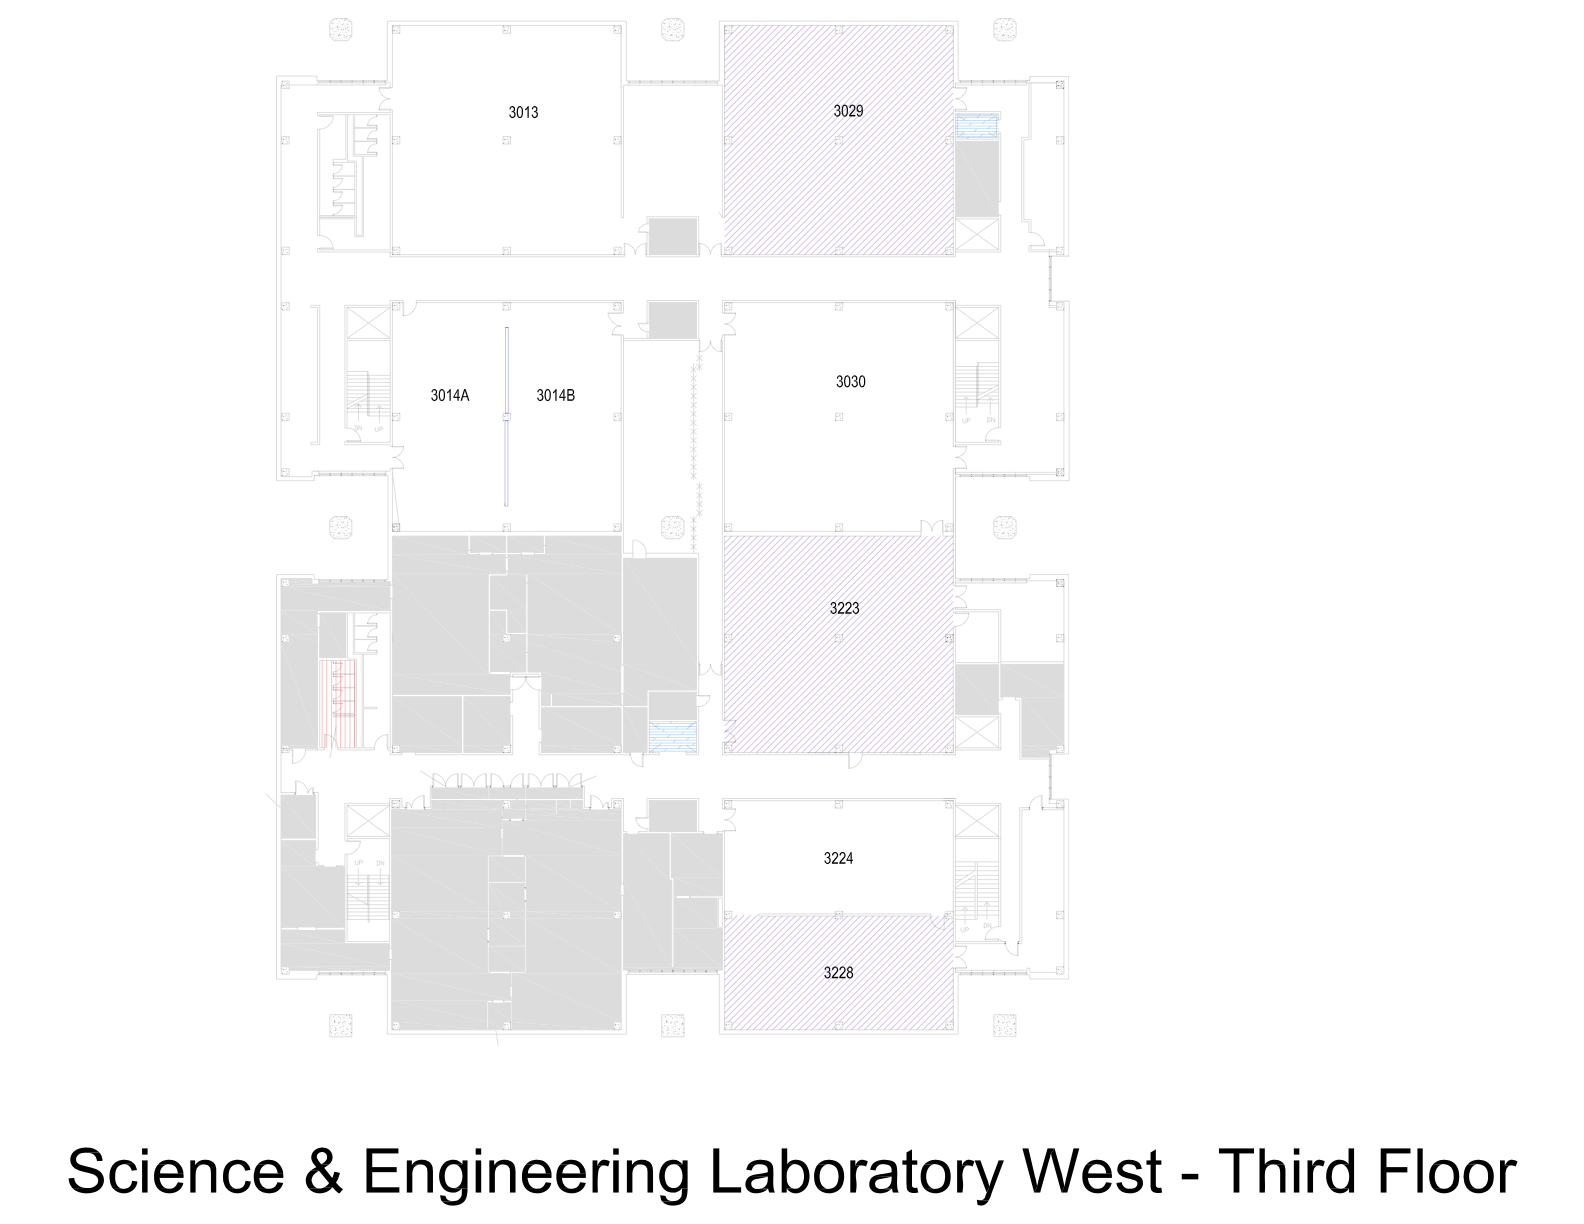 3013
3029
3014A
3014B
3030
DN
UP
UP
DN
3223
UP
DN
3224
UP
DN
3228
Science & Engineering Laboratory West - Third Floor